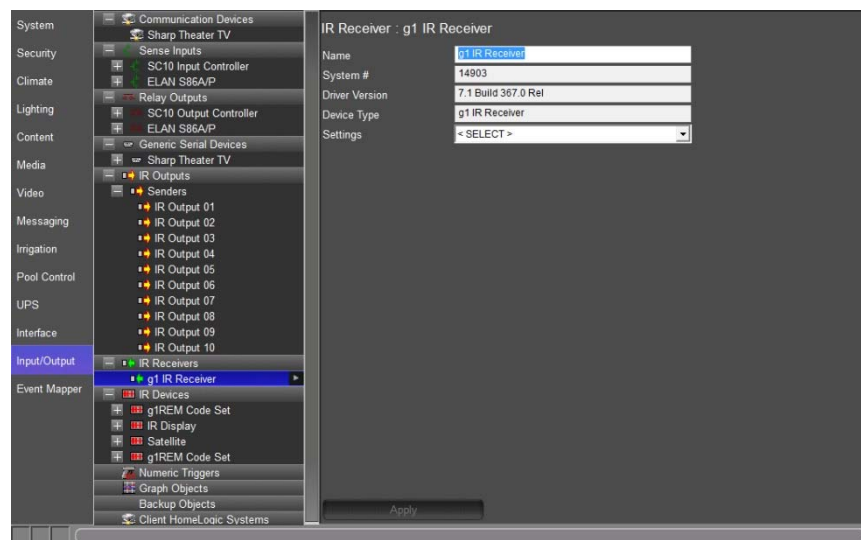 System
Security
Climate
Lighting
Content
Media
Video
Messaging
Irrigation
Pool Control
UPS
Interface
Input/Output
Event Mapper
Communication Devices
Sharp Theater TV
Sense Inputs
SC10 Input Controller
ELAN S86A/P
Relay Outputs
SC10 Output Controller
ELAN S86A/P
Generic Serial Devices
Sharp Theater TV
IR Outputs
Senders
IR Output 01
IR Output 02
IR Output 03
IR Output 04
IR Output 05
IR Output 06
IR Output 07
IR Output 08
IR Output 09
IR Output 10
IR Receivers
g1 IR Receiver
IR Devices
g1REM Code Set
IR Display
Satellite
g1REM Code Set
Numeric Triggers
Graph Objects
Backup Objects
Client HomeLogic Systems
IR Receiver : g1 IR Receiver
Name g1 IR Receiver
System # 14903
Driver Version 7.1 Build 367.0 Rel
Device Type g1 IR Receiver
Settings < SELECT >
Apply